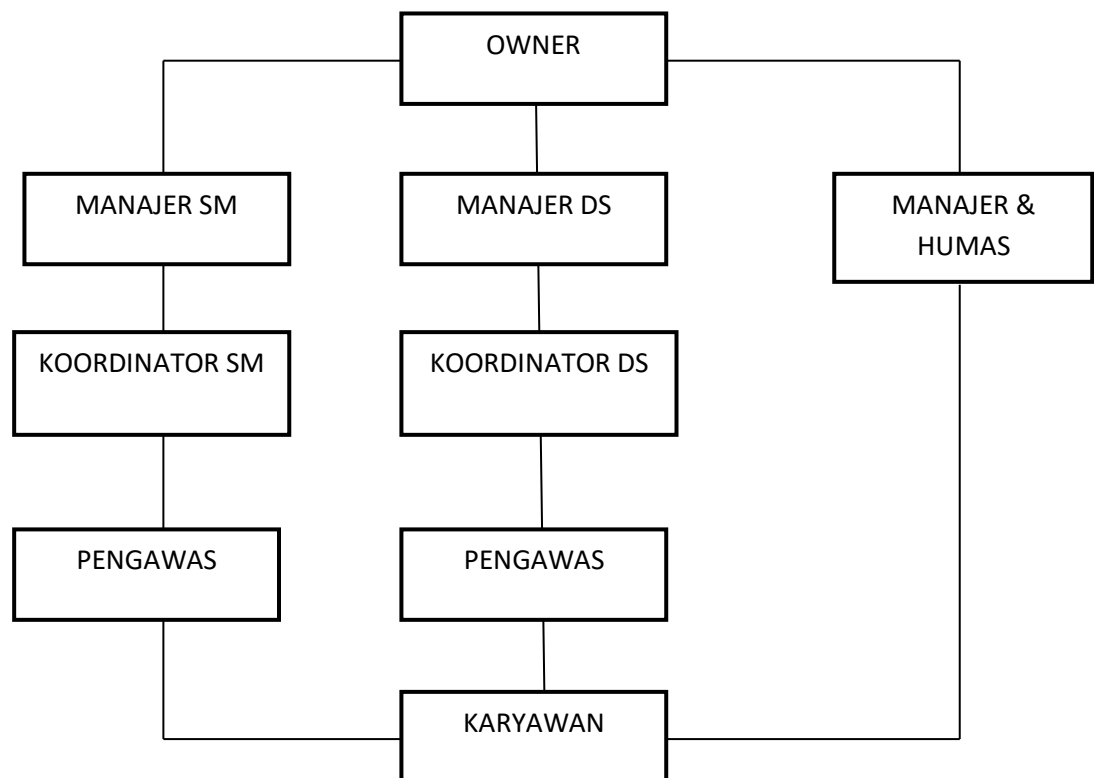 OWNER
MANAJER SM
MANAJER DS
MANAJER &
HUMAS
KOORDINATOR SM
KOORDINATOR DS
PENGAWAS
PENGAWAS
KARYAWAN